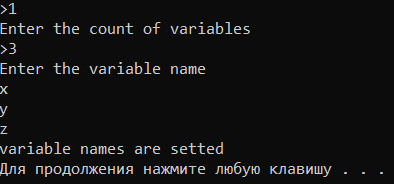 >1
Enter the count of variables
>3
Enter the variable name
x
y
z
variable names are setted
Для продолжения нажмите любую клавишу . . .